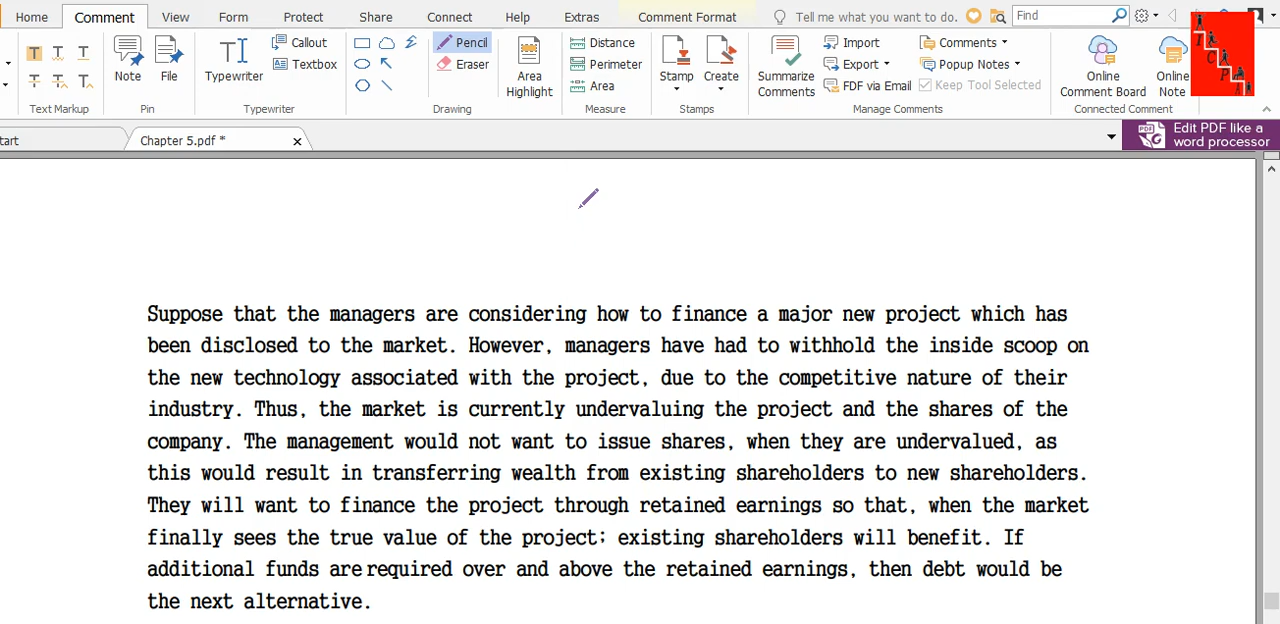 Home Comment View Form Protect Share Connect Help Extras Comment Format Tell me what you want to do. Find
T T T Note File Typewriter Callout Pencil Area Highlight Distance Stamp Create Summarize Comments Import Comments Online Comment Board Online Note
T T T Textbox Eraser Perimeter Export Popup Notes
Area FDF via Email Keep Tool Selected
Text Markup Pin Typewriter Drawing Measure Stamps Manage Comments Connected Comment
T C P A
tart Chapter 5.pdf * Edit PDF like a
word processor
Suppose that the managers are considering how to finance a major new project which has
been disclosed to the market. However, managers have had to withhold the inside scoop on
the new technology associated with the project, due to the competitive nature of their
industry. Thus, the market is currently undervaluing the project and the shares of the
company. The management would not want to issue shares, when they are undervalued, as
this would result in transferring wealth from existing shareholders to new shareholders.
They will want to finance the project through retained earnings so that, when the market
finally sees the true value of the project; existing shareholders will benefit. If
additional funds are required over and above the retained earnings, then debt would be
the next alternative.